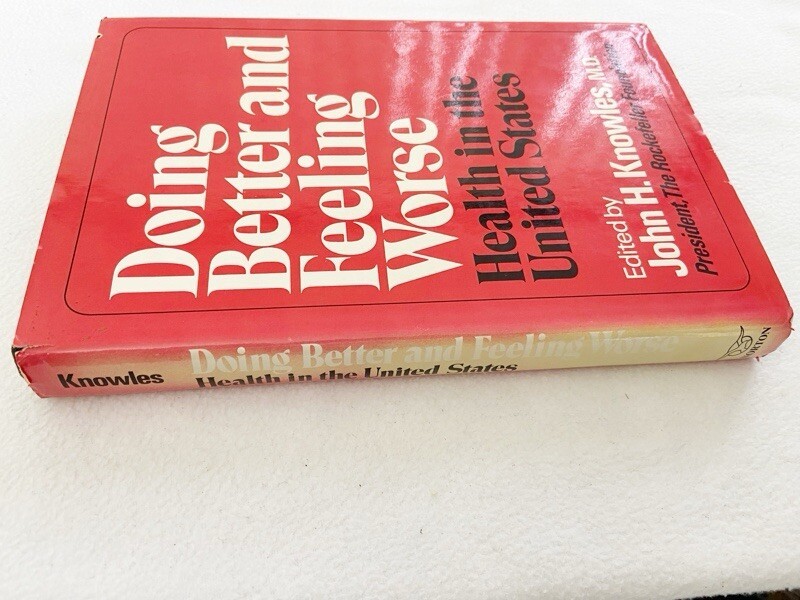 Doing
Better and
Feeling
Worse
Health in the
United States
Edited by
John H. Knowles, M.D.
President, The Rockefeller Foundation
Knowles
Doing Better and Feeling Worse
Health in the United States
NORTON